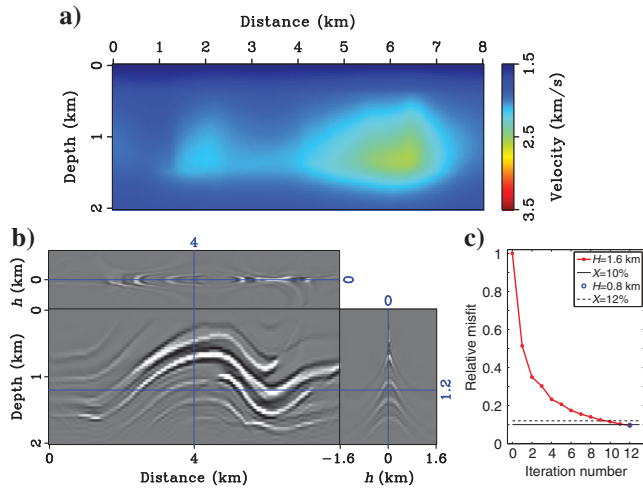 a)
Distance (km)
0 1 2 3 4 5 6 7 8
Depth (km)
0
1
2
1.5
2.5
3.5
Velocity (km/s)
b)
4
h (km)
0
0
0
Depth (km)
0
1
2
1.2
0 4 −1.6 0 1.6
Distance (km)
h (km)
c)
H=1.6 km
X=10%
H=0.8 km
X=12%
Relative misfit
1
0.8
0.6
0.4
0.2
0
0 2 4 6 8 10 12
Iteration number